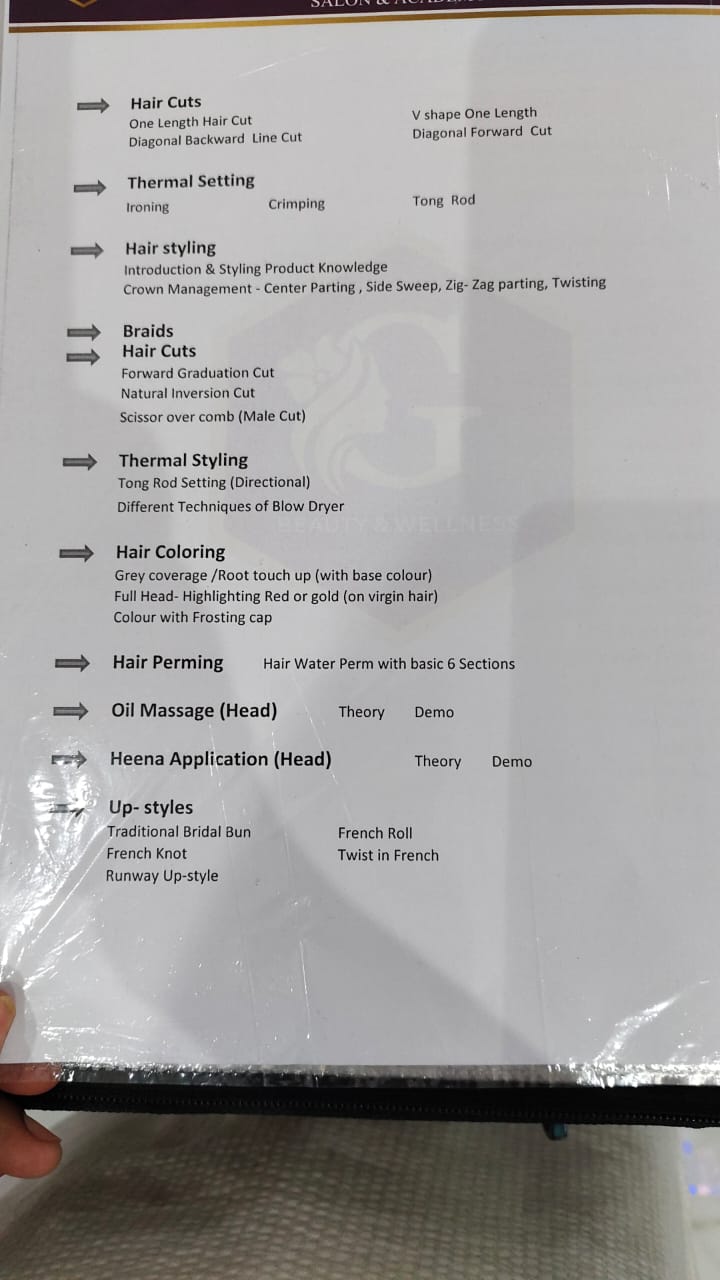 SALON & ACADEMY
Hair Cuts
One Length Hair Cut V shape One Length
Diagonal Backward Line Cut Diagonal Forward Cut
Thermal Setting
Ironing Crimping Tong Rod
Hair styling
Introduction & Styling Product Knowledge
Crown Management - Center Parting , Side Sweep, Zig- Zag parting, Twisting
Braids
Hair Cuts
Forward Graduation Cut
Natural Inversion Cut
Scissor over comb (Male Cut)
Thermal Styling
Tong Rod Setting (Directional)
Different Techniques of Blow Dryer
G
BEAUTY & WELLNESS
Hair Coloring
Grey coverage /Root touch up (with base colour)
Full Head- Highlighting Red or gold (on virgin hair)
Colour with Frosting cap
Hair Perming Hair Water Perm with basic 6 Sections
Oil Massage (Head) Theory Demo
Heena Application (Head) Theory Demo
Up- styles
Traditional Bridal Bun French Roll
French Knot Twist in French
Runway Up-style